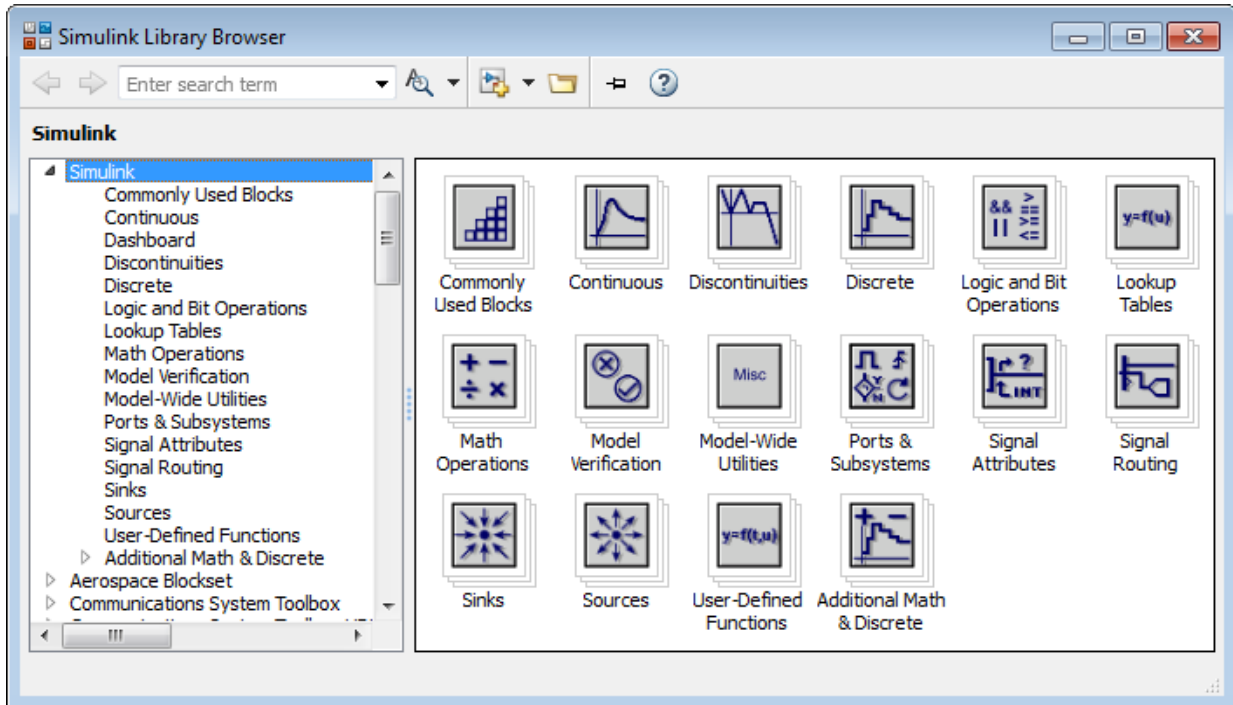 Simulink Library Browser
Enter search term
Simulink
Simulink
Commonly Used Blocks
Continuous
Dashboard
Discontinuities
Discrete
Logic and Bit Operations
Lookup Tables
Math Operations
Model Verification
Model-Wide Utilities
Ports & Subsystems
Signal Attributes
Signal Routing
Sinks
Sources
User-Defined Functions
Additional Math & Discrete
Aerospace Blockset
Communications System Toolbox
&& > ==
|| >= <=
y=f(u)
Commonly Used Blocks
Continuous
Discontinuities
Discrete
Logic and Bit Operations
Lookup Tables
+ −
÷ ×
Misc
Y
N
?
INT
Math Operations
Model Verification
Model-Wide Utilities
Ports & Subsystems
Signal Attributes
Signal Routing
y=f(t,u)
+ −
Sinks
Sources
User-Defined Functions
Additional Math & Discrete